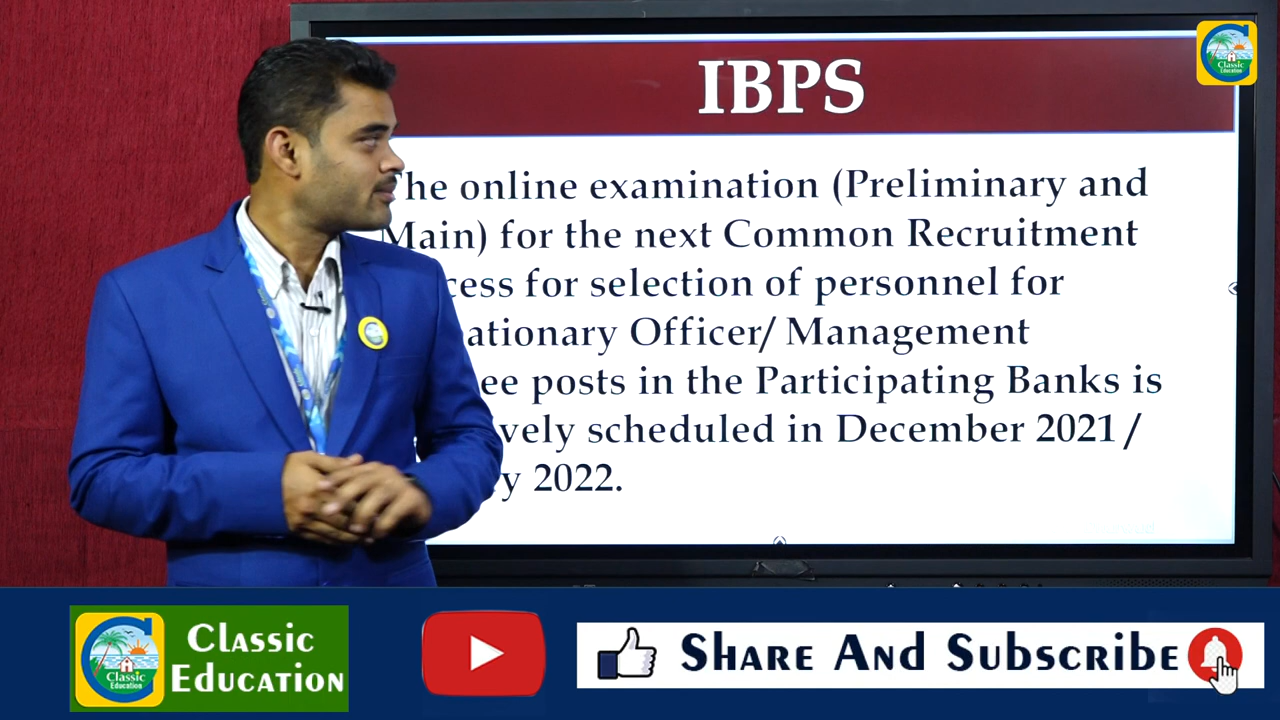 IBPS
Classic
Education
The online examination (Preliminary and
Main) for the next Common Recruitment
cess for selection of personnel for
ationary Officer/ Management
ee posts in the Participating Banks is
vely scheduled in December 2021 /
y 2022.
Classic
Education
Classic
Education
Share And Subscribe